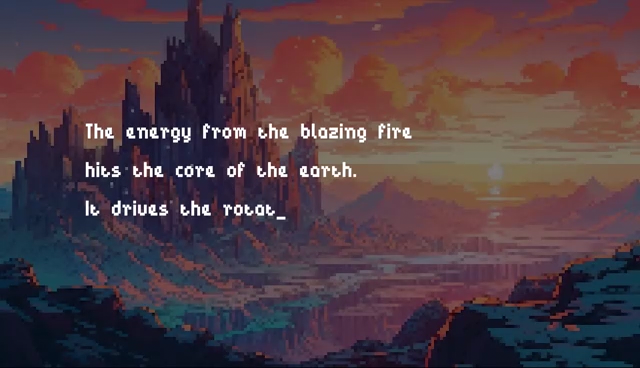 The energy from the blazing fire
hits the core of the earth.
It drives the rotat_